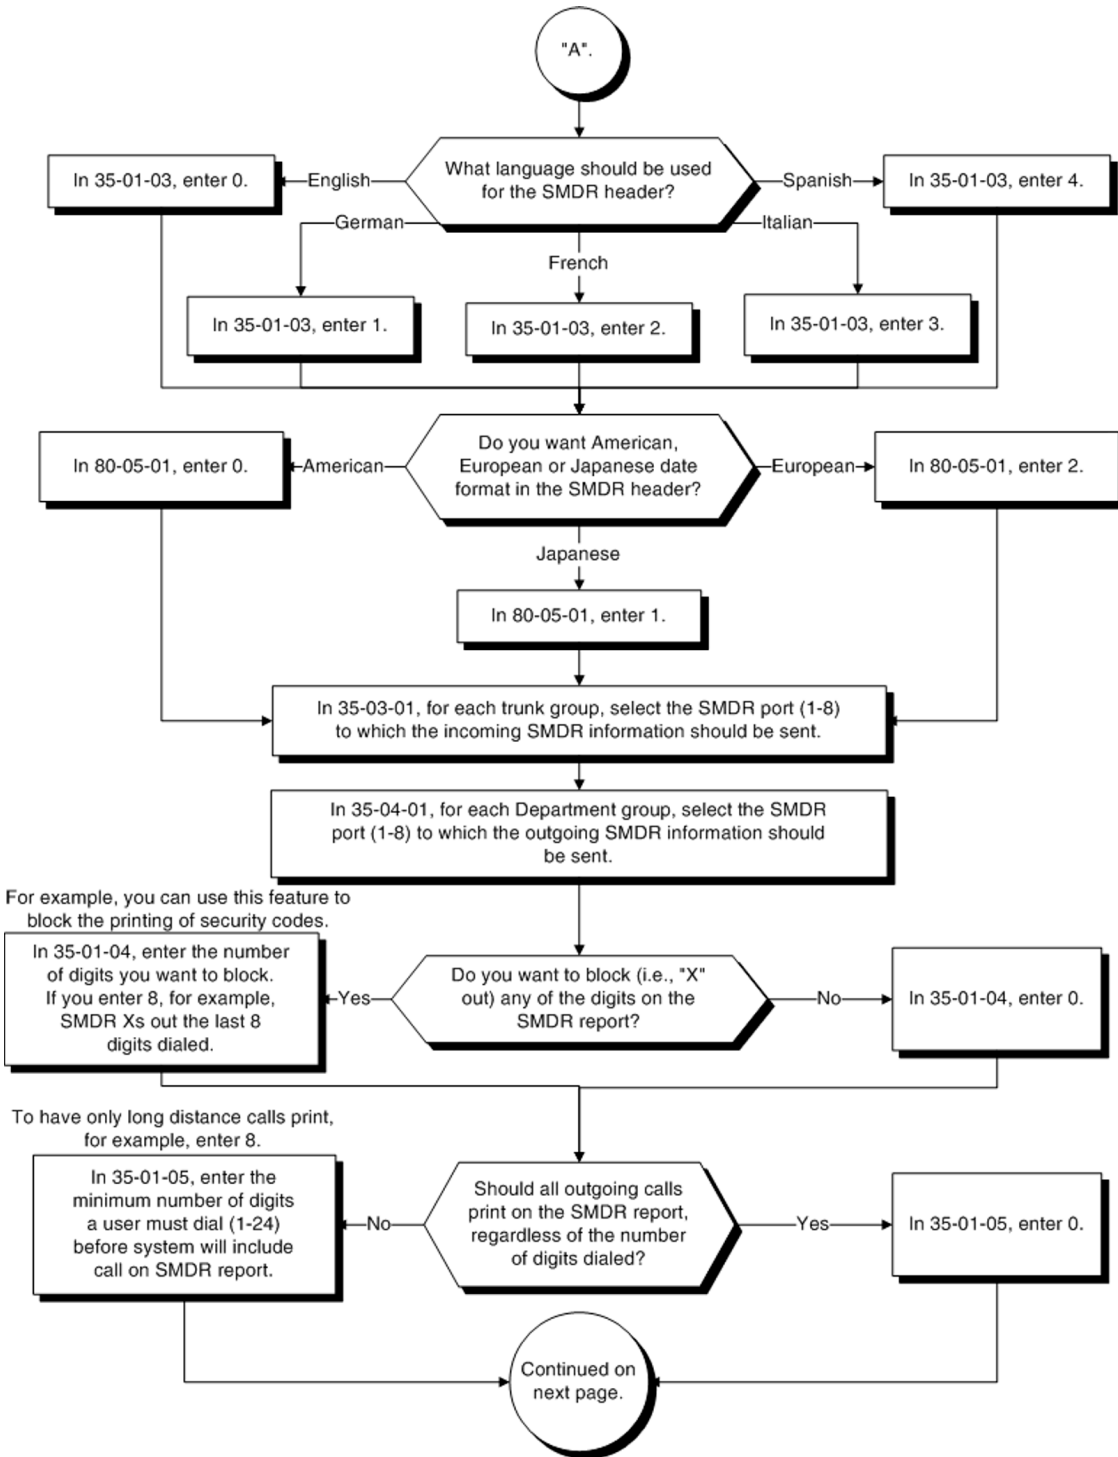 "A".
What language should be used
for the SMDR header?
In 35-01-03, enter 0.
English
Spanish
In 35-01-03, enter 4.
German
Italian
French
In 35-01-03, enter 1.
In 35-01-03, enter 2.
In 35-01-03, enter 3.
Do you want American,
European or Japanese date
format in the SMDR header?
In 80-05-01, enter 0.
American
European
In 80-05-01, enter 2.
Japanese
In 80-05-01, enter 1.
In 35-03-01, for each trunk group, select the SMDR port (1-8)
to which the incoming SMDR information should be sent.
In 35-04-01, for each Department group, select the SMDR
port (1-8) to which the outgoing SMDR information should
be sent.
For example, you can use this feature to
block the printing of security codes.
In 35-01-04, enter the number
of digits you want to block.
If you enter 8, for example,
SMDR Xs out the last 8
digits dialed.
Yes
Do you want to block (i.e., "X"
out) any of the digits on the
SMDR report?
No
In 35-01-04, enter 0.
To have only long distance calls print,
for example, enter 8.
In 35-01-05, enter the
minimum number of digits
a user must dial (1-24)
before system will include
call on SMDR report.
No
Should all outgoing calls
print on the SMDR report,
regardless of the number
of digits dialed?
Yes
In 35-01-05, enter 0.
Continued on
next page.